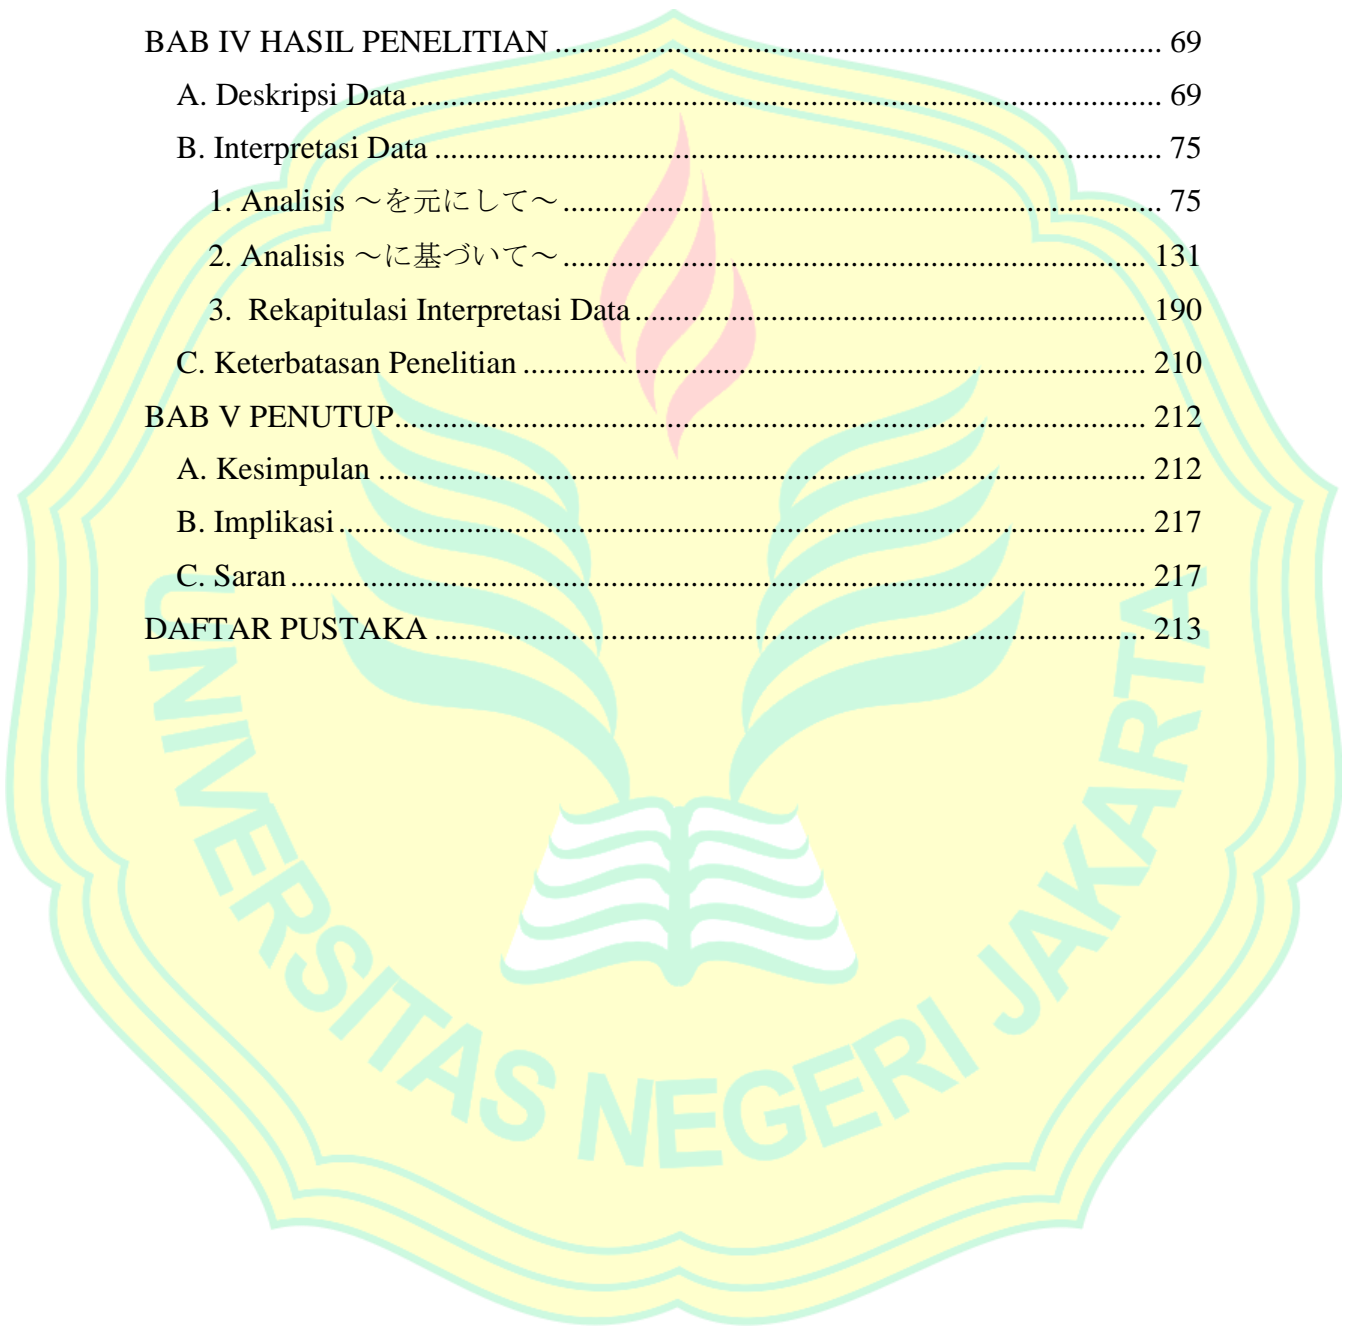 BAB IV HASIL PENELITIAN ........................................................................... 69
A. Deskripsi Data ............................................................................................. 69
B. Interpretasi Data .......................................................................................... 75
1. Analisis ～を元にして～ .......................................................................... 75
2. Analisis ～に基づいて～ ........................................................................ 131
3. Rekapitulasi Interpretasi Data ............................................................... 190
C. Keterbatasan Penelitian ............................................................................. 210
BAB V PENUTUP............................................................................................. 212
A. Kesimpulan ............................................................................................... 212
B. Implikasi .................................................................................................... 217
C. Saran .......................................................................................................... 217
DAFTAR PUSTAKA ........................................................................................ 213
UNIVERSITAS NEGERI JAKARTA